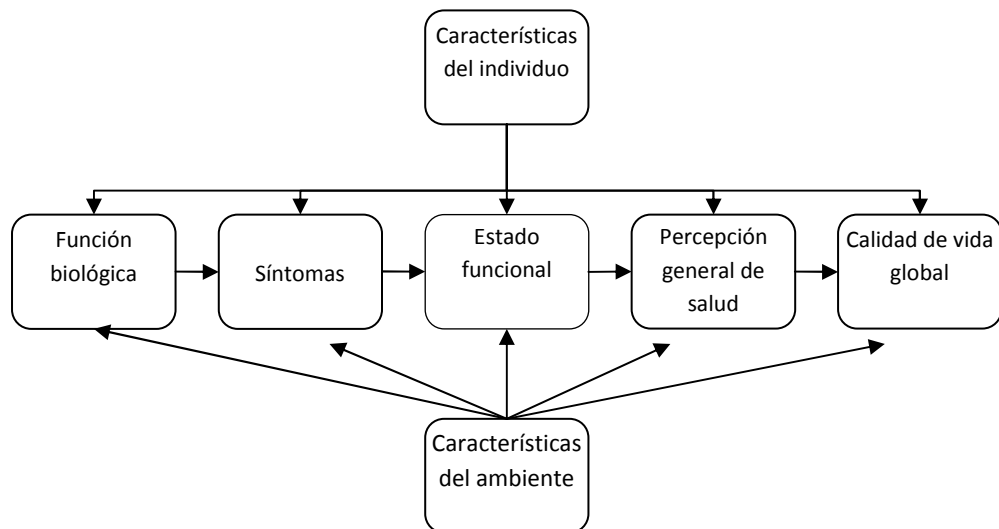 Características
del individuo
Función
biológica
Síntomas
Estado
funcional
Percepción
general de
salud
Calidad de vida
global
Características
del ambiente